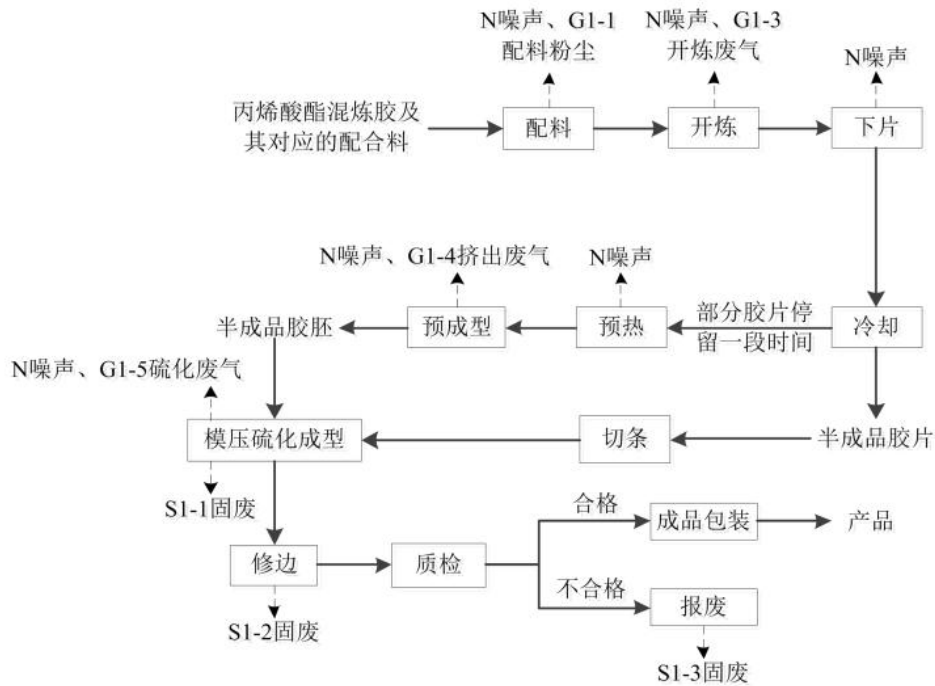 N噪声、G1-1
配料粉尘
N噪声、G1-3
开炼废气
N噪声
丙烯酸酯混炼胶及
其对应的配合料
配料
开炼
下片
N噪声、G1-4挤出废气
N噪声
半成品胶胚
预成型
预热
部分胶片停
留一段时间
冷却
N噪声、G1-5硫化废气
模压硫化成型
切条
半成品胶片
S1-1固废
合格
成品包装
产品
修边
质检
不合格
报废
S1-2固废
S1-3固废